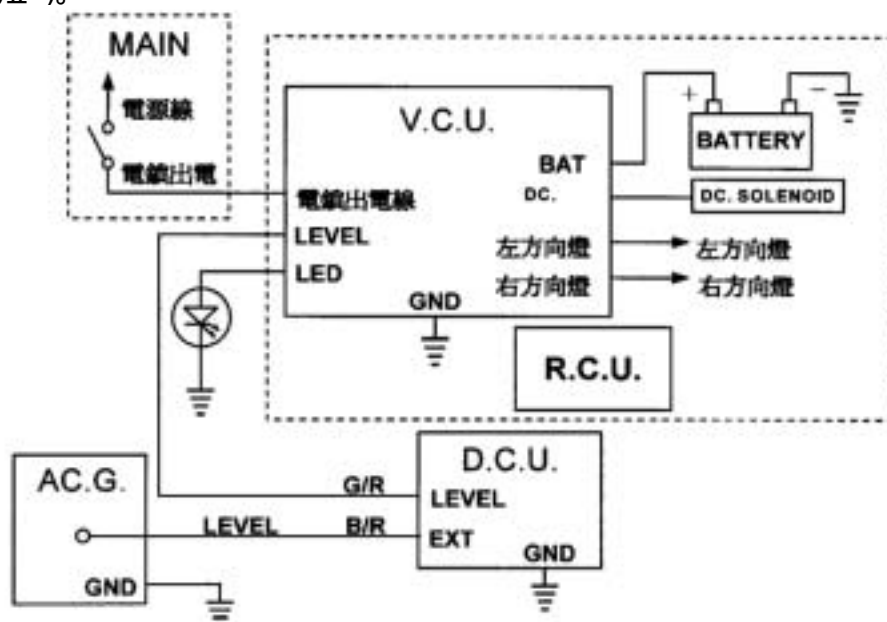 MAIN
電源線
電鎖出電
V.C.U.
BAT
DC.
電鎖出電線
LEVEL
LED
左方向燈
右方向燈
GND
+
−
BATTERY
DC. SOLENOID
左方向燈
右方向燈
R.C.U.
AC.G.
GND
LEVEL
G/R
B/R
D.C.U.
LEVEL
EXT
GND